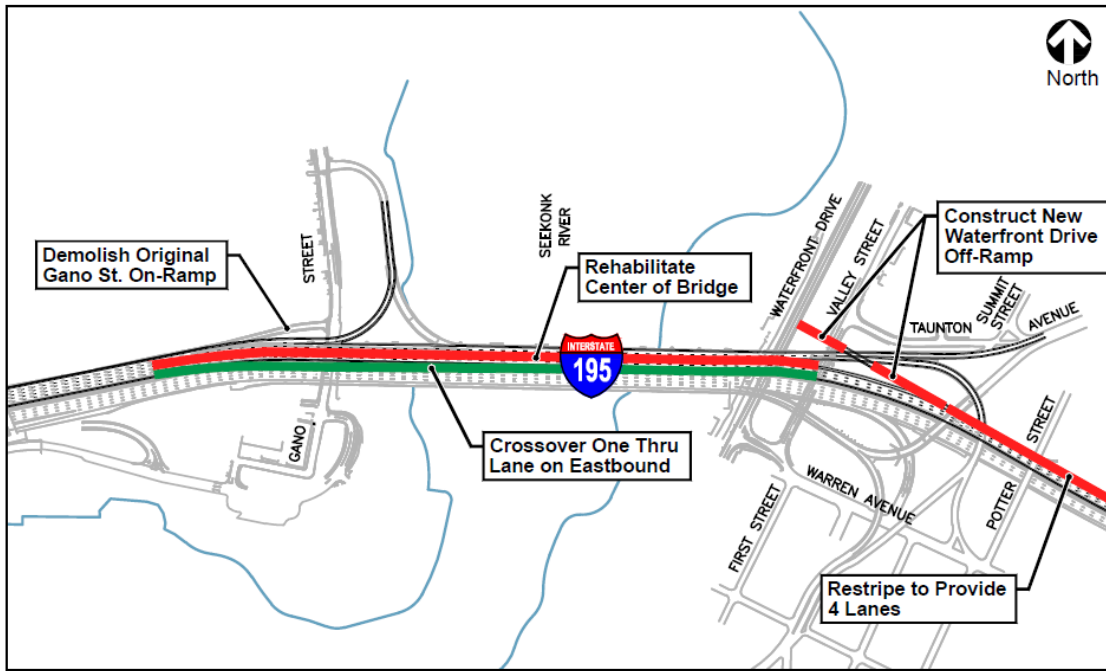 North
Demolish Original
Gano St. On-Ramp
STREET
GANO
SEEKONK
RIVER
Rehabilitate
Center of Bridge
INTERSTATE
195
Crossover One Thru
Lane on Eastbound
WATERFRONT DRIVE
VALLEY STREET
Construct New
Waterfront Drive
Off-Ramp
TAUNTON
AVENUE
SUMMIT
STREET
WARREN AVENUE
FIRST STREET
POTTER
STREET
Restripe to Provide
4 Lanes